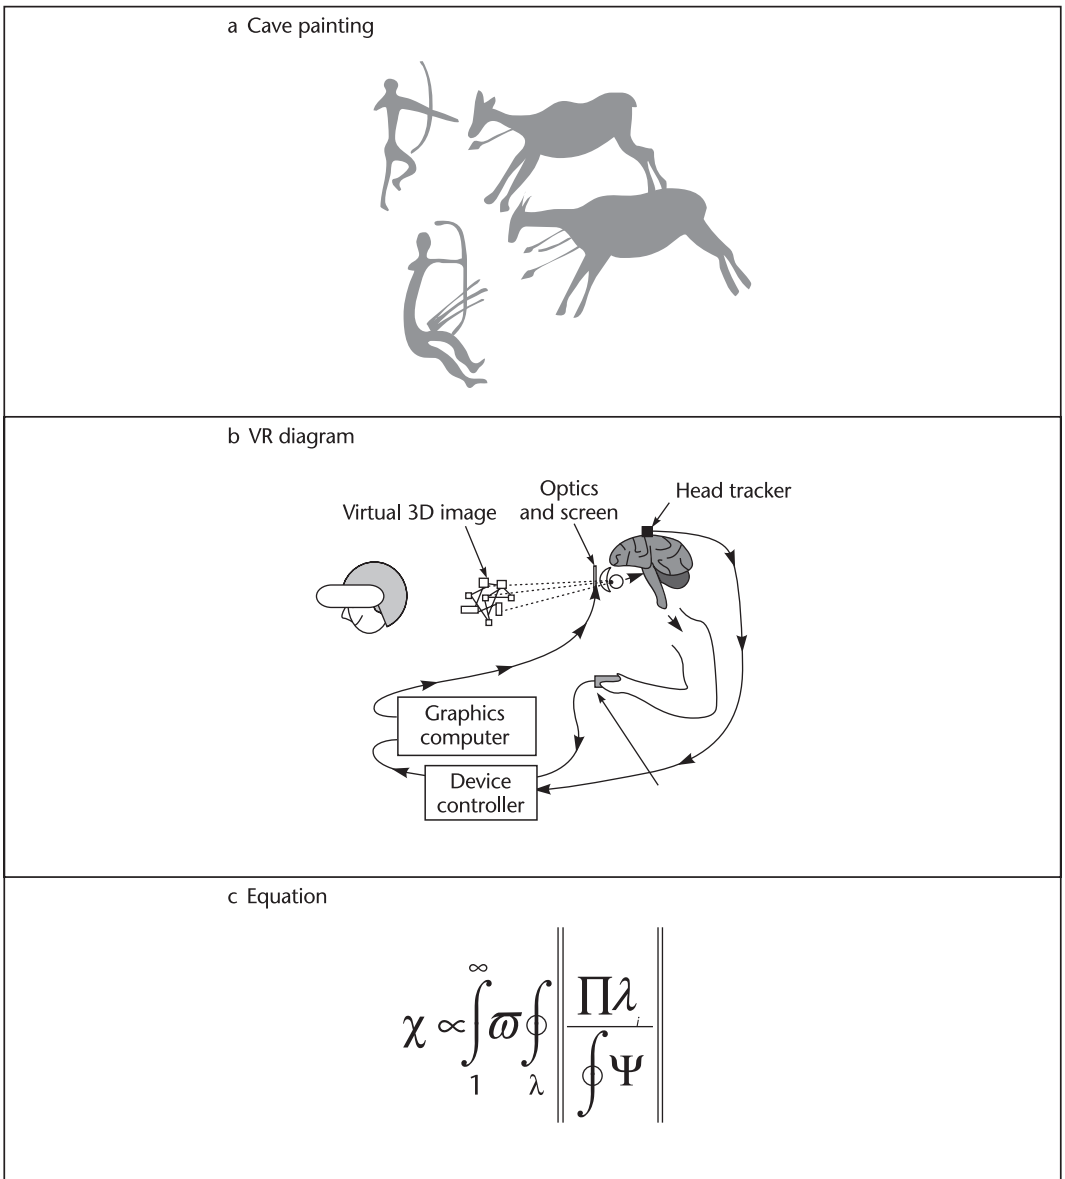 a Cave painting
b VR diagram
Optics
and screen
Head tracker
Virtual 3D image
Graphics
computer
Device
controller
c Equation
χ ∝ ∫₁^∞ ϖ ∮_λ ‖ ∏λᵢ / ∮Ψ ‖